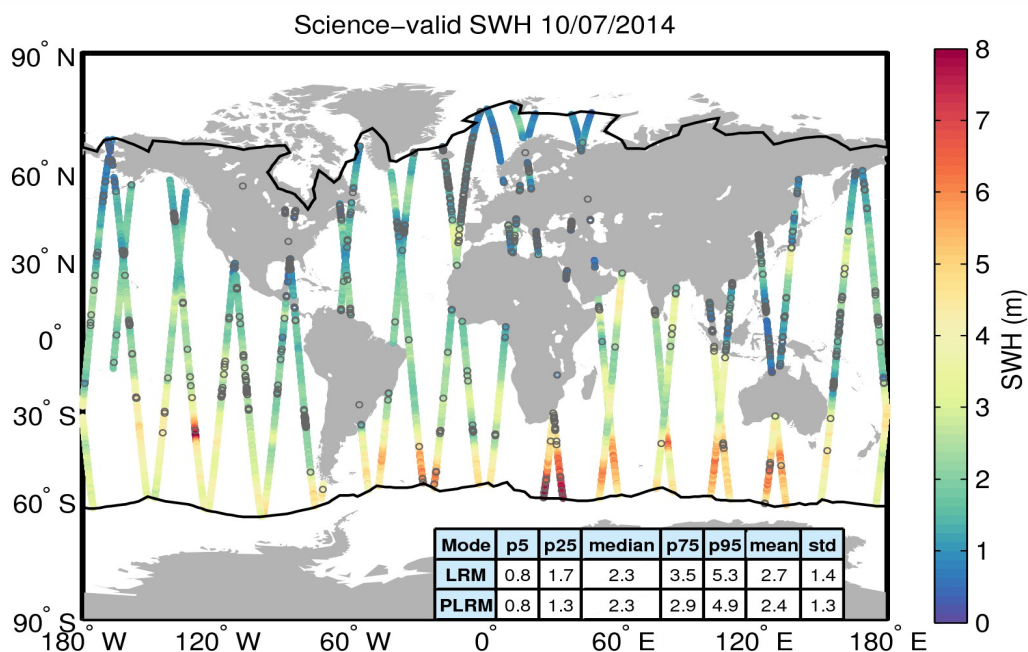 Science−valid SWH 10/07/2014
90° N
60° N
30° N
0°
30° S
60° S
90° S
180° W
120° W
60° W
0°
60° E
120° E
180° E
8
7
6
5
4
3
2
1
0
SWH (m)
Mode p5 p25 median p75 p95 mean std
LRM 0.8 1.7 2.3 3.5 5.3 2.7 1.4
PLRM 0.8 1.3 2.3 2.9 4.9 2.4 1.3